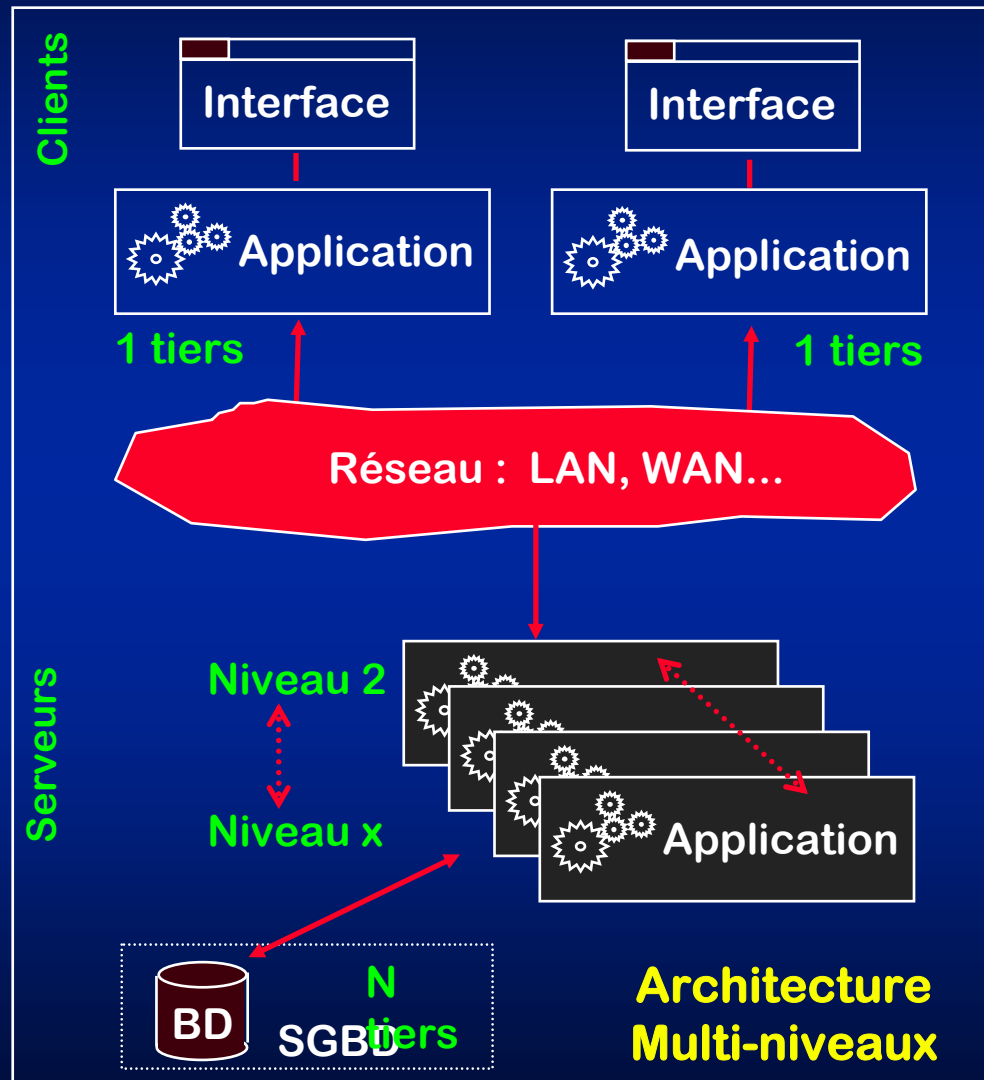 Clients
Interface
Interface
Application
Application
1 tiers
1 tiers
Réseau : LAN, WAN...
Serveurs
Niveau 2
Niveau x
Application
BD
SGBD
N
tiers
Architecture
Multi-niveaux